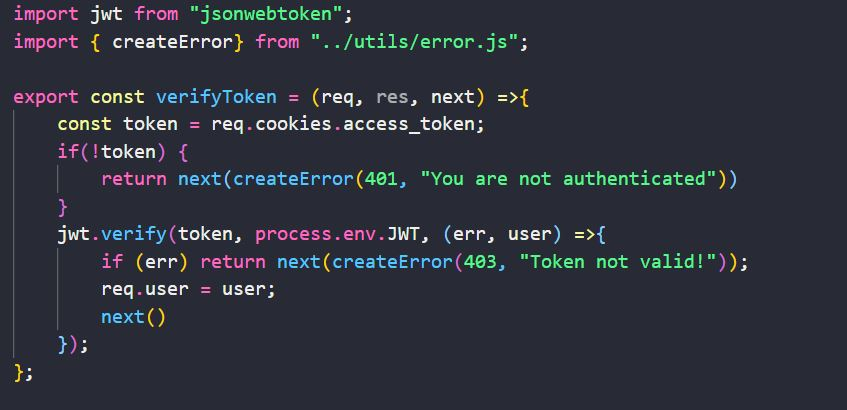 import jwt from "jsonwebtoken";
import { createError} from "../utils/error.js";
export const verifyToken = (req, res, next) =>{
const token = req.cookies.access_token;
if(!token) {
return next(createError(401, "You are not authenticated"))
}
jwt.verify(token, process.env.JWT, (err, user) =>{
if (err) return next(createError(403, "Token not valid!"));
req.user = user;
next()
});
};